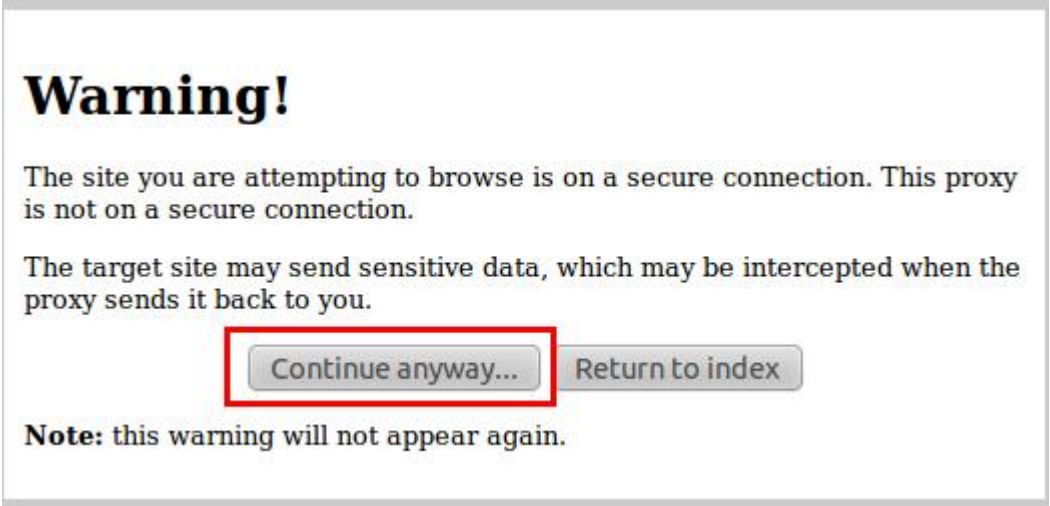 Warning!
The site you are attempting to browse is on a secure connection. This proxy
is not on a secure connection.
The target site may send sensitive data, which may be intercepted when the
proxy sends it back to you.
Continue anyway... Return to index
Note: this warning will not appear again.